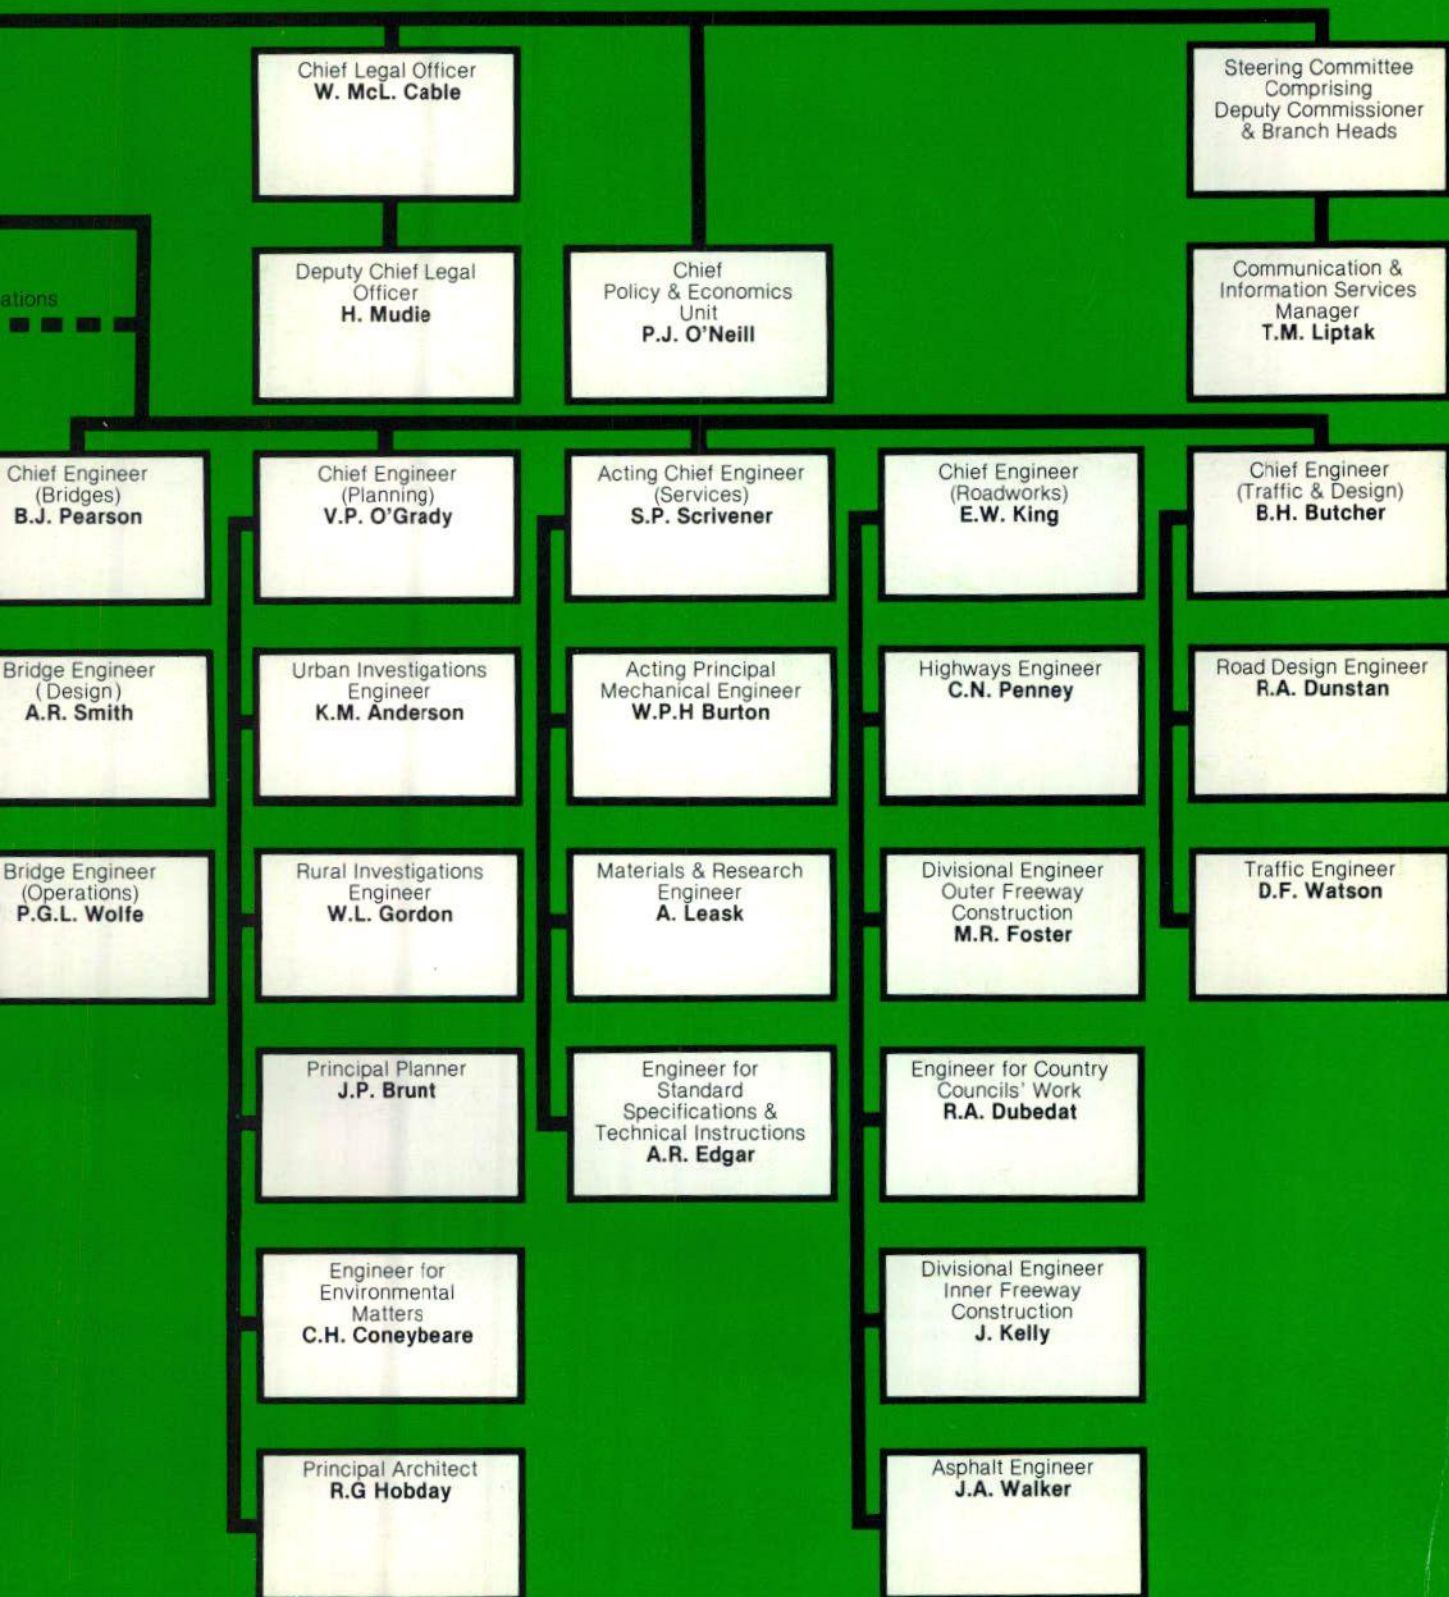 Chief Legal Officer
W. McL. Cable
Steering Committee
Comprising
Deputy Commissioner
& Branch Heads
Deputy Chief Legal
Officer
H. Mudie
Chief
Policy & Economics
Unit
P.J. O'Neill
Communication &
Information Services
Manager
T.M. Liptak
Chief Engineer
(Bridges)
B.J. Pearson
Chief Engineer
(Planning)
V.P. O'Grady
Acting Chief Engineer
(Services)
S.P. Scrivener
Chief Engineer
(Roadworks)
E.W. King
Chief Engineer
(Traffic & Design)
B.H. Butcher
Bridge Engineer
(Design)
A.R. Smith
Urban Investigations
Engineer
K.M. Anderson
Acting Principal
Mechanical Engineer
W.P.H Burton
Highways Engineer
C.N. Penney
Road Design Engineer
R.A. Dunstan
Bridge Engineer
(Operations)
P.G.L. Wolfe
Rural Investigations
Engineer
W.L. Gordon
Materials & Research
Engineer
A. Leask
Divisional Engineer
Outer Freeway
Construction
M.R. Foster
Traffic Engineer
D.F. Watson
Principal Planner
J.P. Brunt
Engineer for
Standard
Specifications &
Technical Instructions
A.R. Edgar
Engineer for Country
Councils' Work
R.A. Dubedat
Engineer for
Environmental
Matters
C.H. Coneybeare
Divisional Engineer
Inner Freeway
Construction
J. Kelly
Principal Architect
R.G Hobday
Asphalt Engineer
J.A. Walker